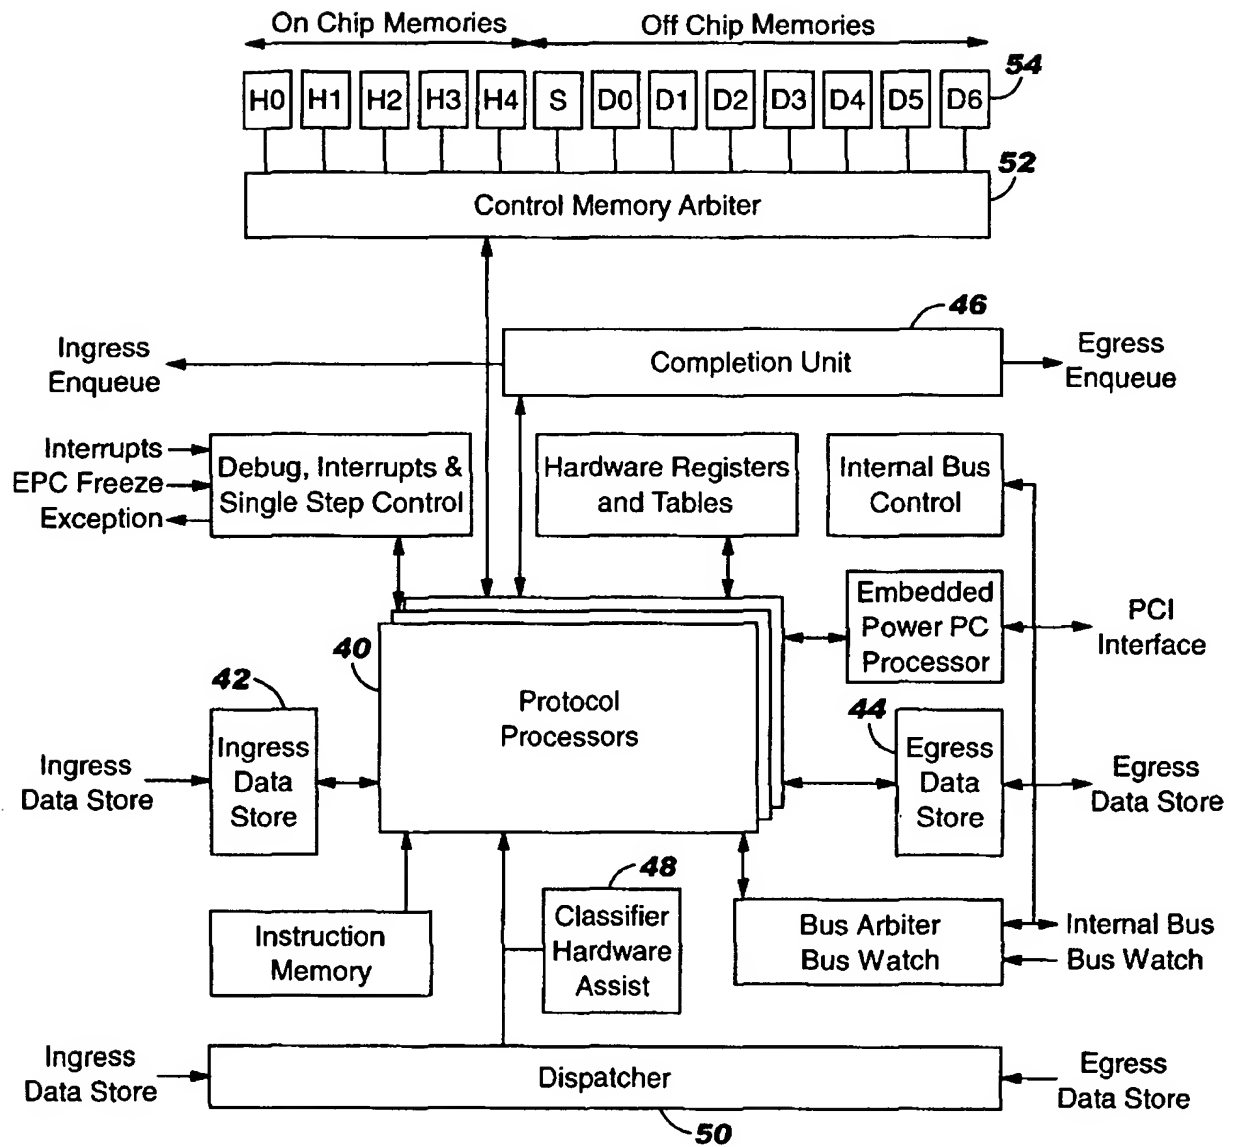 On Chip Memories
Off Chip Memories
54
H0 H1 H2 H3 H4 S D0 D1 D2 D3 D4 D5 D6
52
Control Memory Arbiter
46
Ingress
Enqueue
Completion Unit
Egress
Enqueue
Interrupts
EPC Freeze
Exception
Debug, Interrupts &
Single Step Control
Hardware Registers
and Tables
Internal Bus
Control
Embedded
Power PC
Processor
PCI
Interface
40
Protocol
Processors
42
Ingress
Data
Store
Ingress
Data Store
44
Egress
Data
Store
Egress
Data Store
Instruction
Memory
48
Classifier
Hardware
Assist
Bus Arbiter
Bus Watch
Internal Bus
Bus Watch
Ingress
Data Store
Dispatcher
Egress
Data Store
50